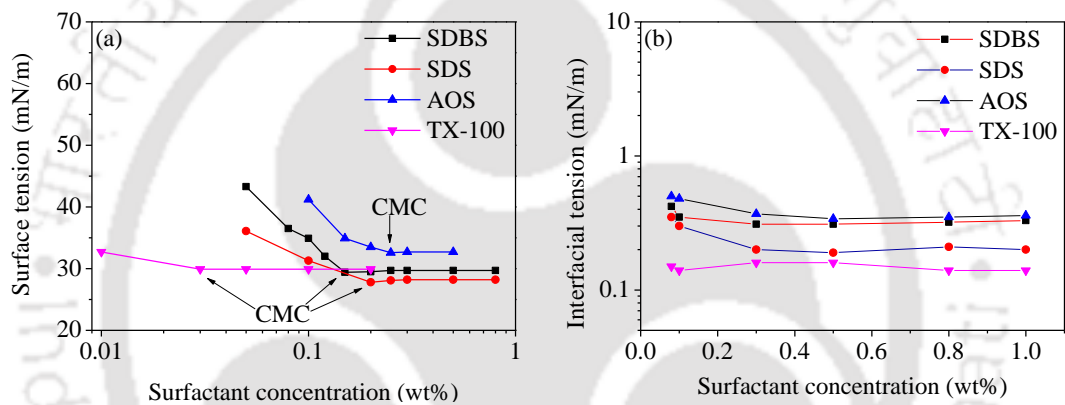 (a)
SDBS
SDS
AOS
TX-100
CMC
CMC
Surface tension (mN/m)
70
60
50
40
30
20
0.01
0.1
1
Surfactant concentration (wt%)
(b)
SDBS
SDS
AOS
TX-100
Interfacial tension (mN/m)
10
1
0.1
0.0
0.2
0.4
0.6
0.8
1.0
Surfactant concentration (wt%)